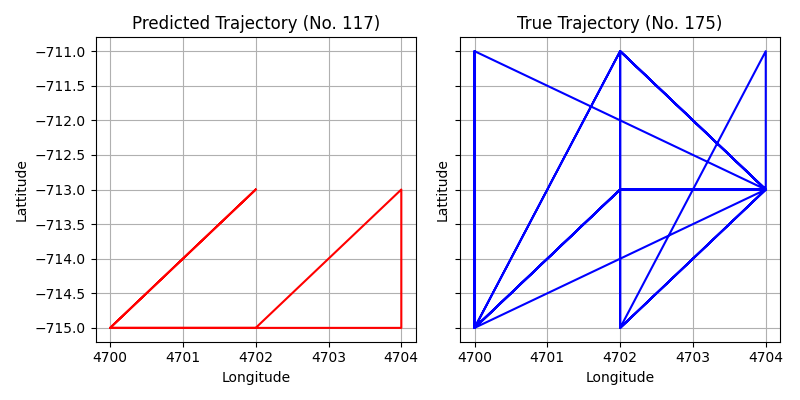 Predicted Trajectory (No. 117)
True Trajectory (No. 175)
−711.0
−711.5
−712.0
−712.5
−713.0
−713.5
−714.0
−714.5
−715.0
Lattitude
Lattitude
4700 4701 4702 4703 4704
4700 4701 4702 4703 4704
Longitude
Longitude